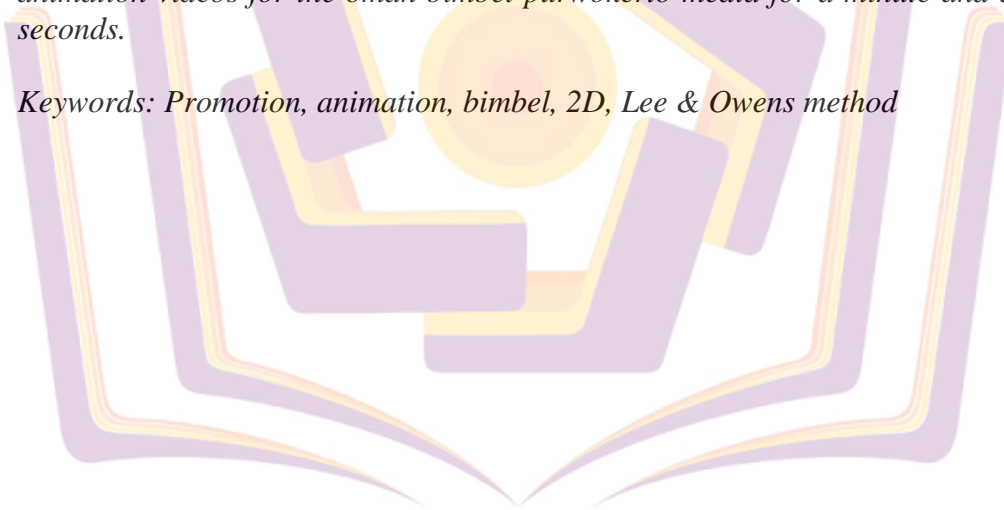 animation videos for the oman bimbel purwokerto media for a minute and
seconds.
Keywords: Promotion, animation, bimbel, 2D, Lee & Owens method